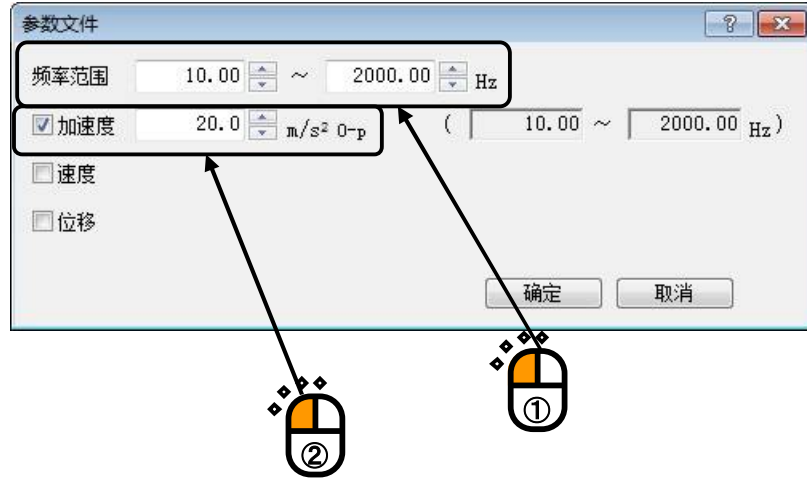 参数文件
频率范围 10.00 ~ 2000.00 Hz
加速度 20.0 m/s² 0-p ( 10.00 ~ 2000.00 Hz)
速度
位移
确定 取消
①
②